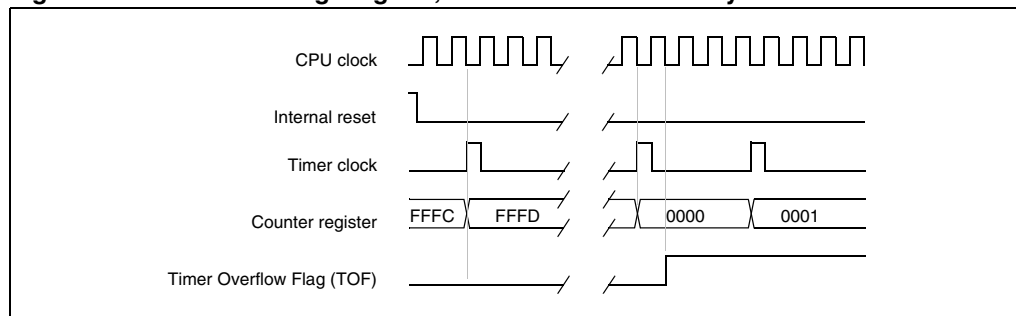 CPU clock
Internal reset
Timer clock
Counter register FFFC FFFD 0000 0001
Timer Overflow Flag (TOF)